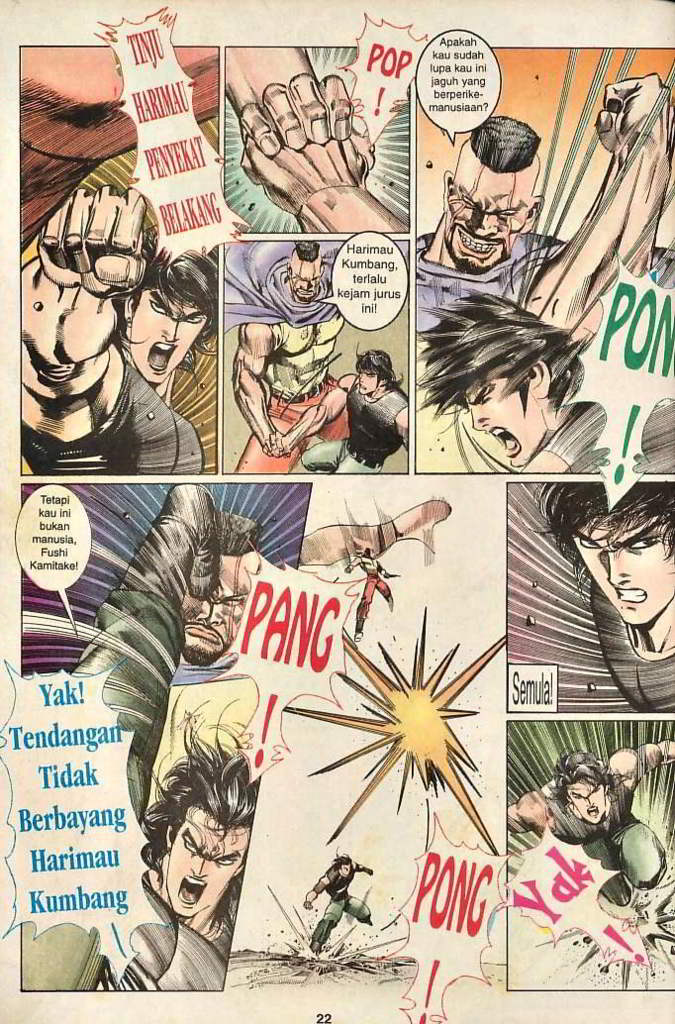 TINJU
HARIMAU
PENYEKAT
BELAKANG
POP
!
Apakah
kau sudah
lupa kau ini
jaguh yang
berperike-
manusiaan?
Harimau
Kumbang,
terlalu
kejam jurus
ini!
PON
!
Tetapi
kau ini
bukan
manusia,
Fushi
Kamitake!
PANG
!
Yak!
Tendangan
Tidak
Berbayang
Harimau
Kumbang
Semula!
PONG
!
Yak
!
22